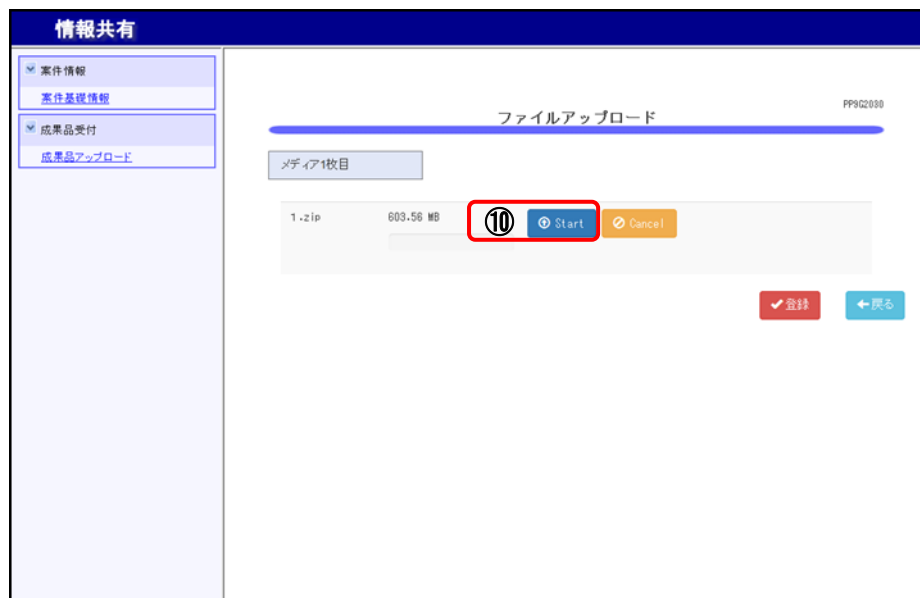 情報共有
案件情報
案件基礎情報
成果品受付
成果品アップロード
PP9G2030
ファイルアップロード
メディア1枚目
1.zip 603.56 MB ⑩ Start Cancel
登録 戻る